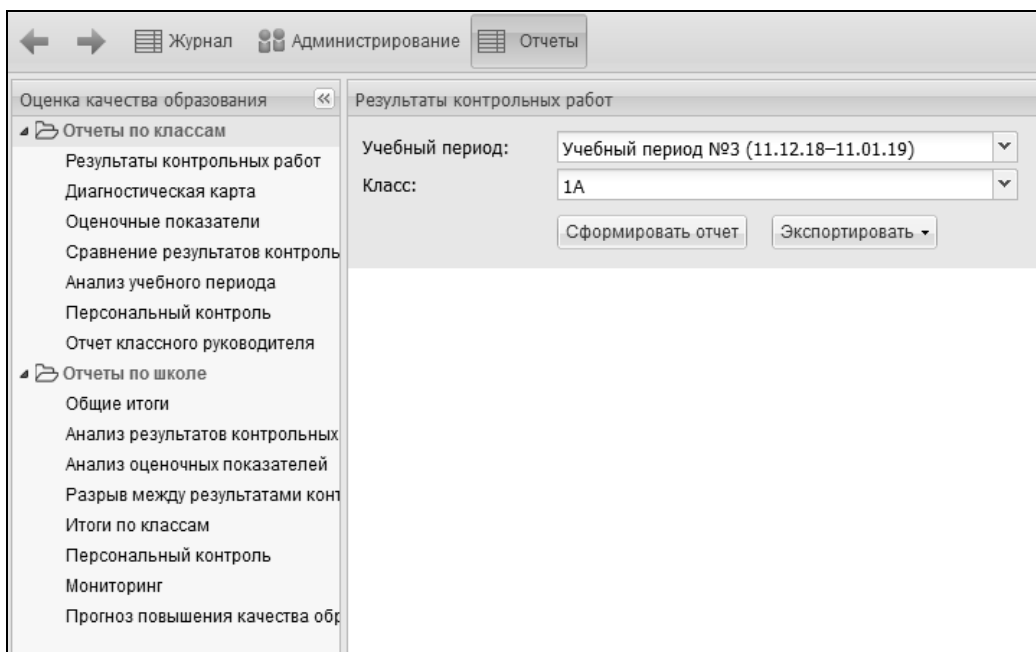 Журнал Администрирование Отчеты
Оценка качества образования
Отчеты по классам
Результаты контрольных работ
Диагностическая карта
Оценочные показатели
Сравнение результатов контроль
Анализ учебного периода
Персональный контроль
Отчет классного руководителя
Отчеты по школе
Общие итоги
Анализ результатов контрольных
Анализ оценочных показателей
Разрыв между результатами конт
Итоги по классам
Персональный контроль
Мониторинг
Прогноз повышения качества обр
Результаты контрольных работ
Учебный период: Учебный период №3 (11.12.18–11.01.19)
Класс: 1А
Сформировать отчет Экспортировать